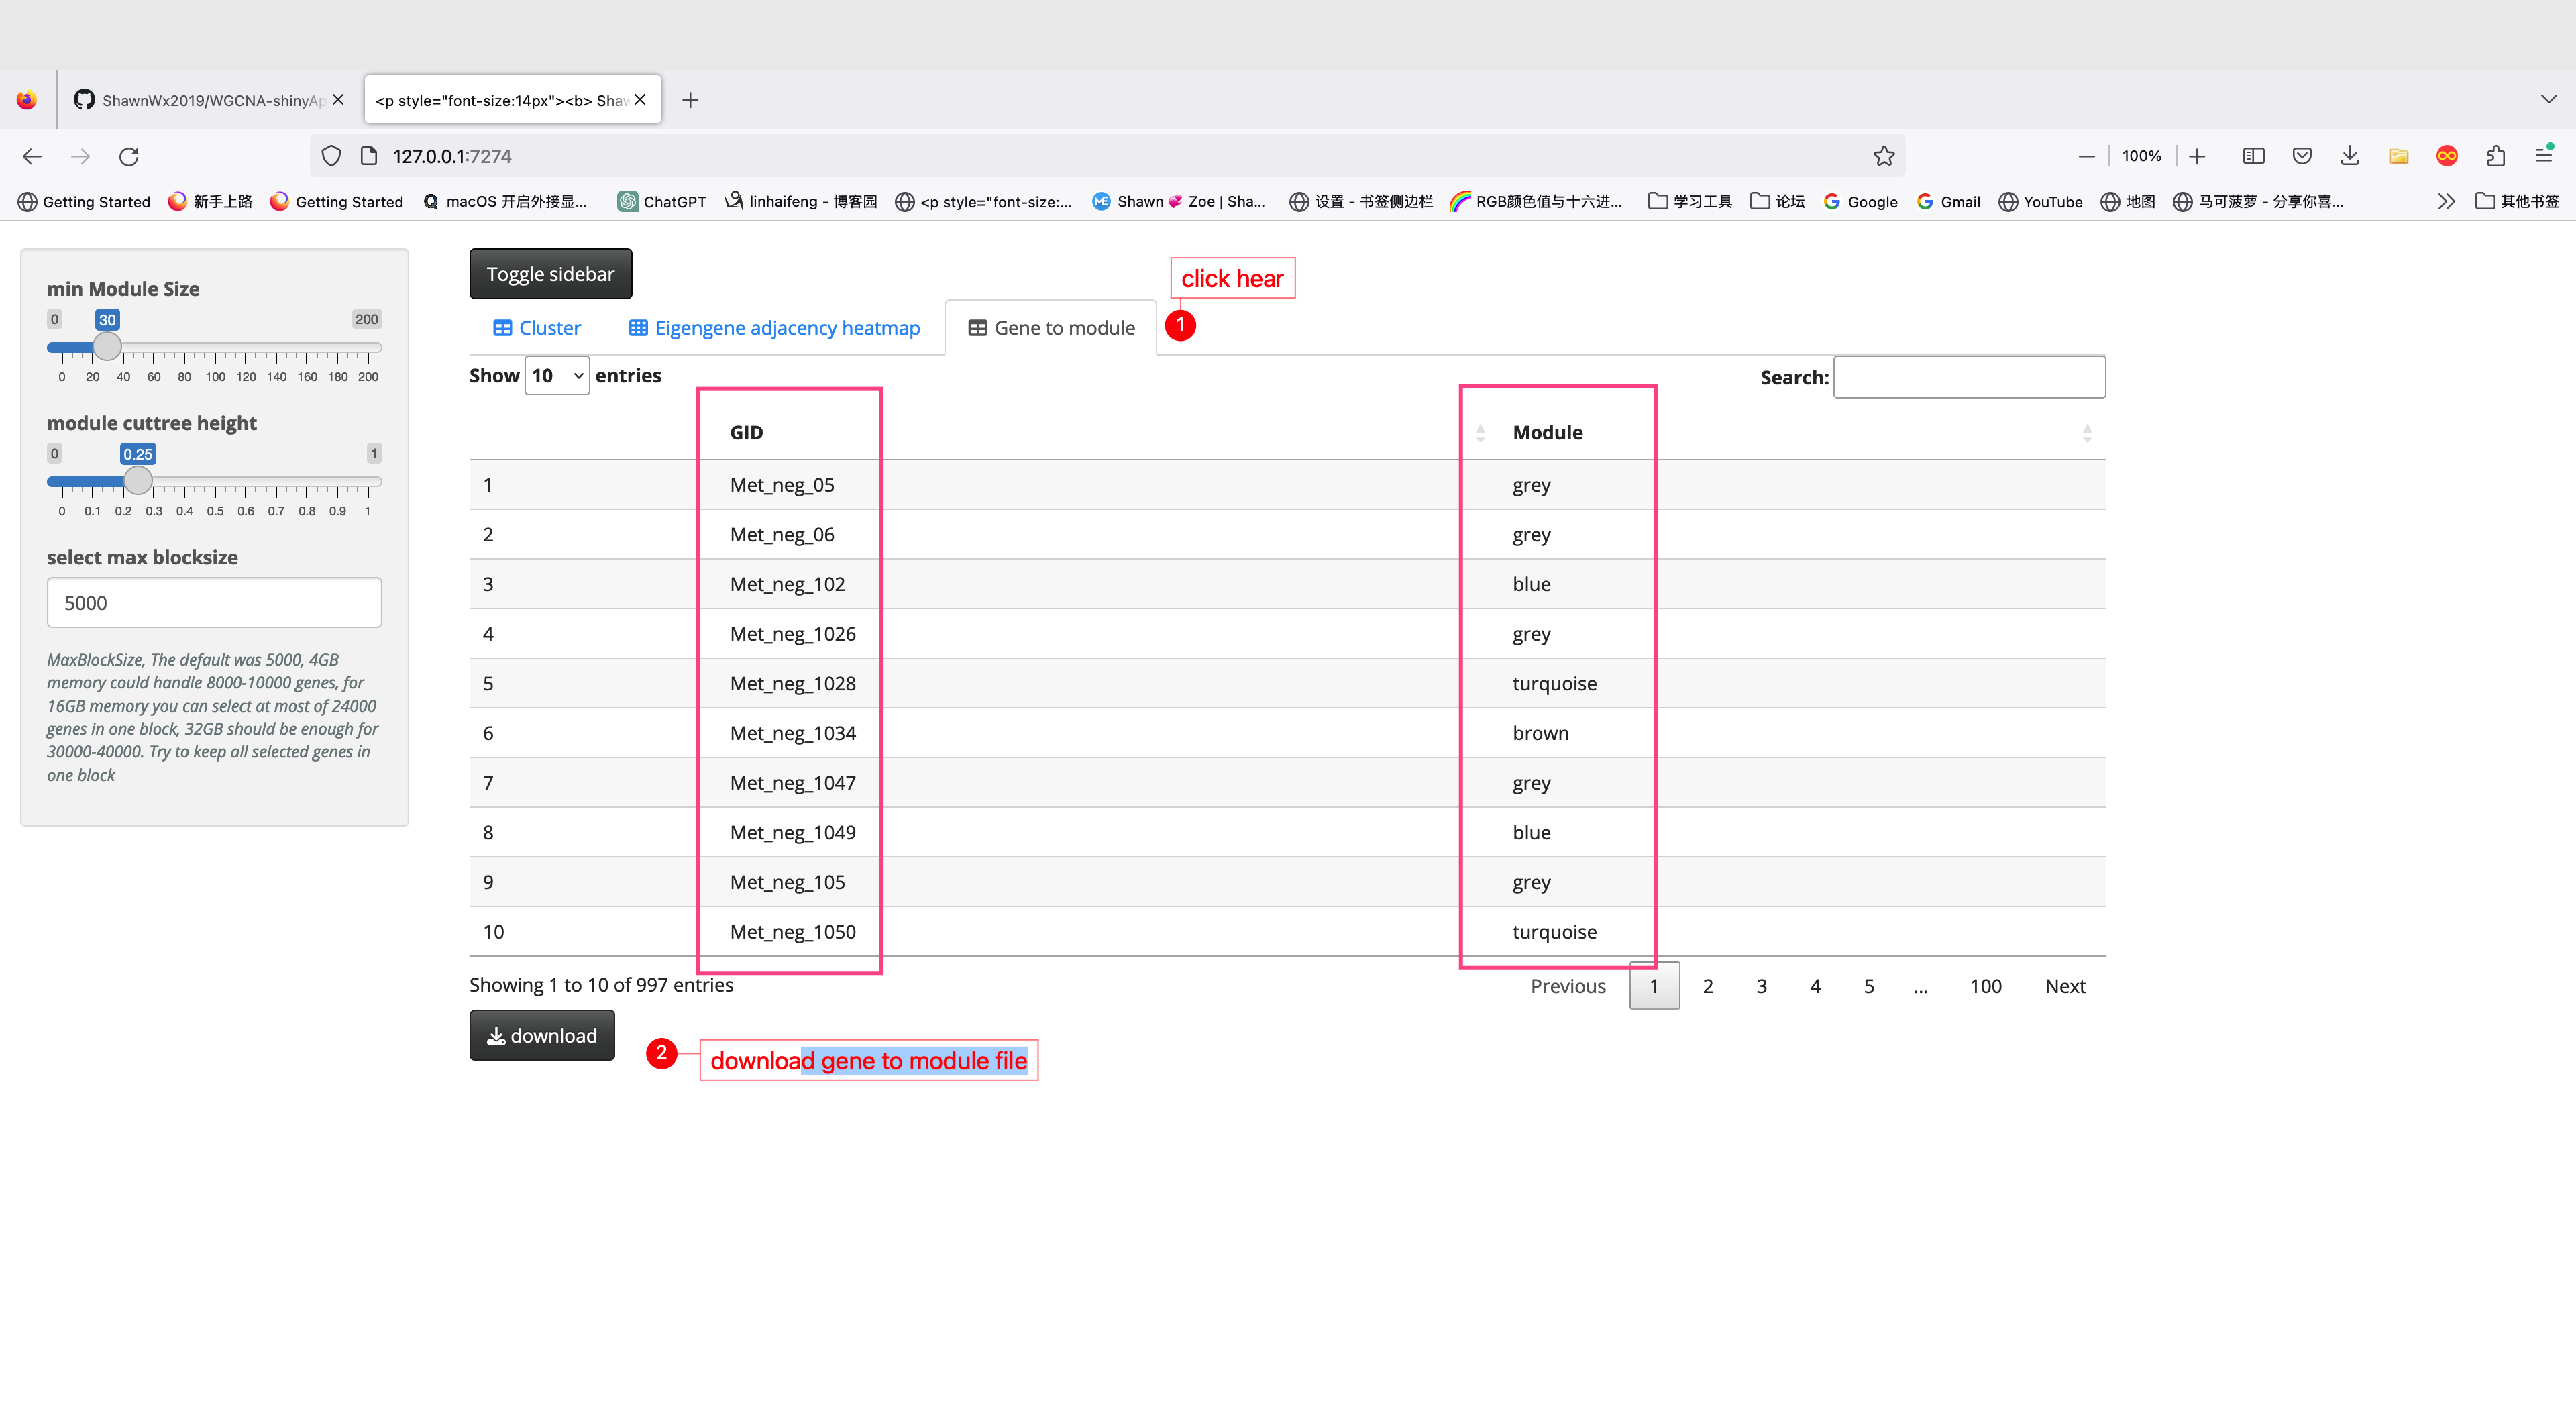 ShawnWx2019/WGCNA-shinyAp
<p style="font-size:14px"><b> Shaw
127.0.0.1:7274
100%
Getting Started
新手上路
Getting Started
macOS 开启外接显...
ChatGPT
linhaifeng - 博客园
<p style="font-size:...
Shawn 💞 Zoe | Sha...
设置 - 书签侧边栏
RGB颜色值与十六进...
学习工具
论坛
Google
Gmail
YouTube
地图
马可菠萝 - 分享你喜...
其他书签
min Module Size
0 30 200
0 20 40 60 80 100 120 140 160 180 200
module cuttree height
0 0.25 1
0 0.1 0.2 0.3 0.4 0.5 0.6 0.7 0.8 0.9 1
select max blocksize
5000
MaxBlockSize, The default was 5000, 4GB
memory could handle 8000-10000 genes, for
16GB memory you can select at most of 24000
genes in one block, 32GB should be enough for
30000-40000. Try to keep all selected genes in
one block
Toggle sidebar
click hear
Cluster
Eigengene adjacency heatmap
Gene to module
1
Show 10 entries
Search:
GID Module
1 Met_neg_05 grey
2 Met_neg_06 grey
3 Met_neg_102 blue
4 Met_neg_1026 grey
5 Met_neg_1028 turquoise
6 Met_neg_1034 brown
7 Met_neg_1047 grey
8 Met_neg_1049 blue
9 Met_neg_105 grey
10 Met_neg_1050 turquoise
Showing 1 to 10 of 997 entries
Previous 1 2 3 4 5 ... 100 Next
download
2
download gene to module file